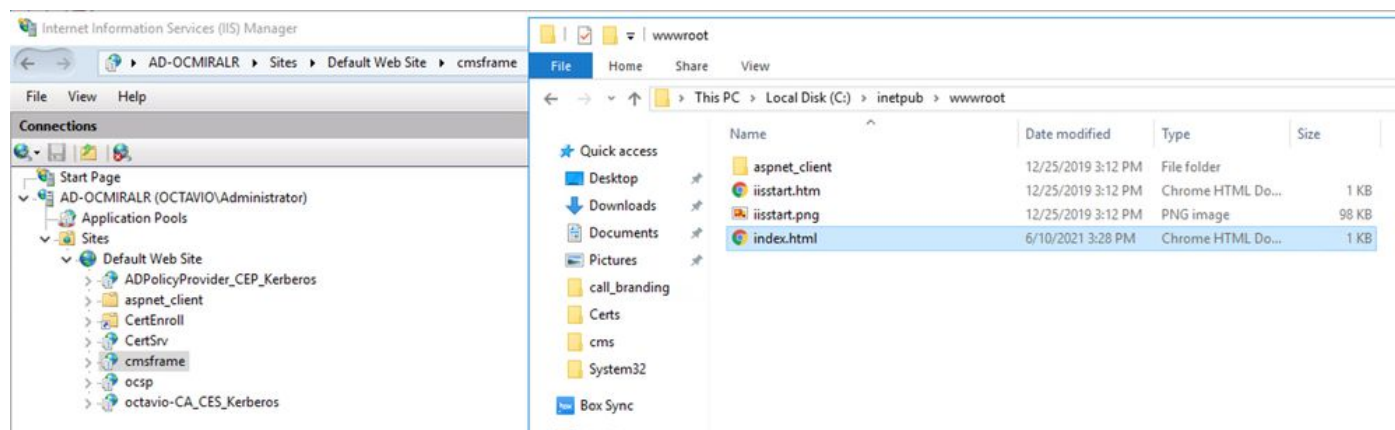 Internet Information Services (IIS) Manager
AD-OCMIRALR Sites Default Web Site cmsframe
File View Help
Connections
Start Page
AD-OCMIRALR (OCTAVIO\Administrator)
Application Pools
Sites
Default Web Site
ADPolicyProvider_CEP_Kerberos
aspnet_client
CertEnroll
CertSrv
cmsframe
ocsp
octavio-CA_CES_Kerberos
wwwroot
File Home Share View
This PC > Local Disk (C:) > inetpub > wwwroot
Quick access
Desktop
Downloads
Documents
Pictures
call_branding
Certs
cms
System32
box Box Sync
Name Date modified Type Size
aspnet_client 12/25/2019 3:12 PM File folder
iisstart.htm 12/25/2019 3:12 PM Chrome HTML Do... 1 KB
iisstart.png 12/25/2019 3:12 PM PNG image 98 KB
index.html 6/10/2021 3:28 PM Chrome HTML Do... 1 KB